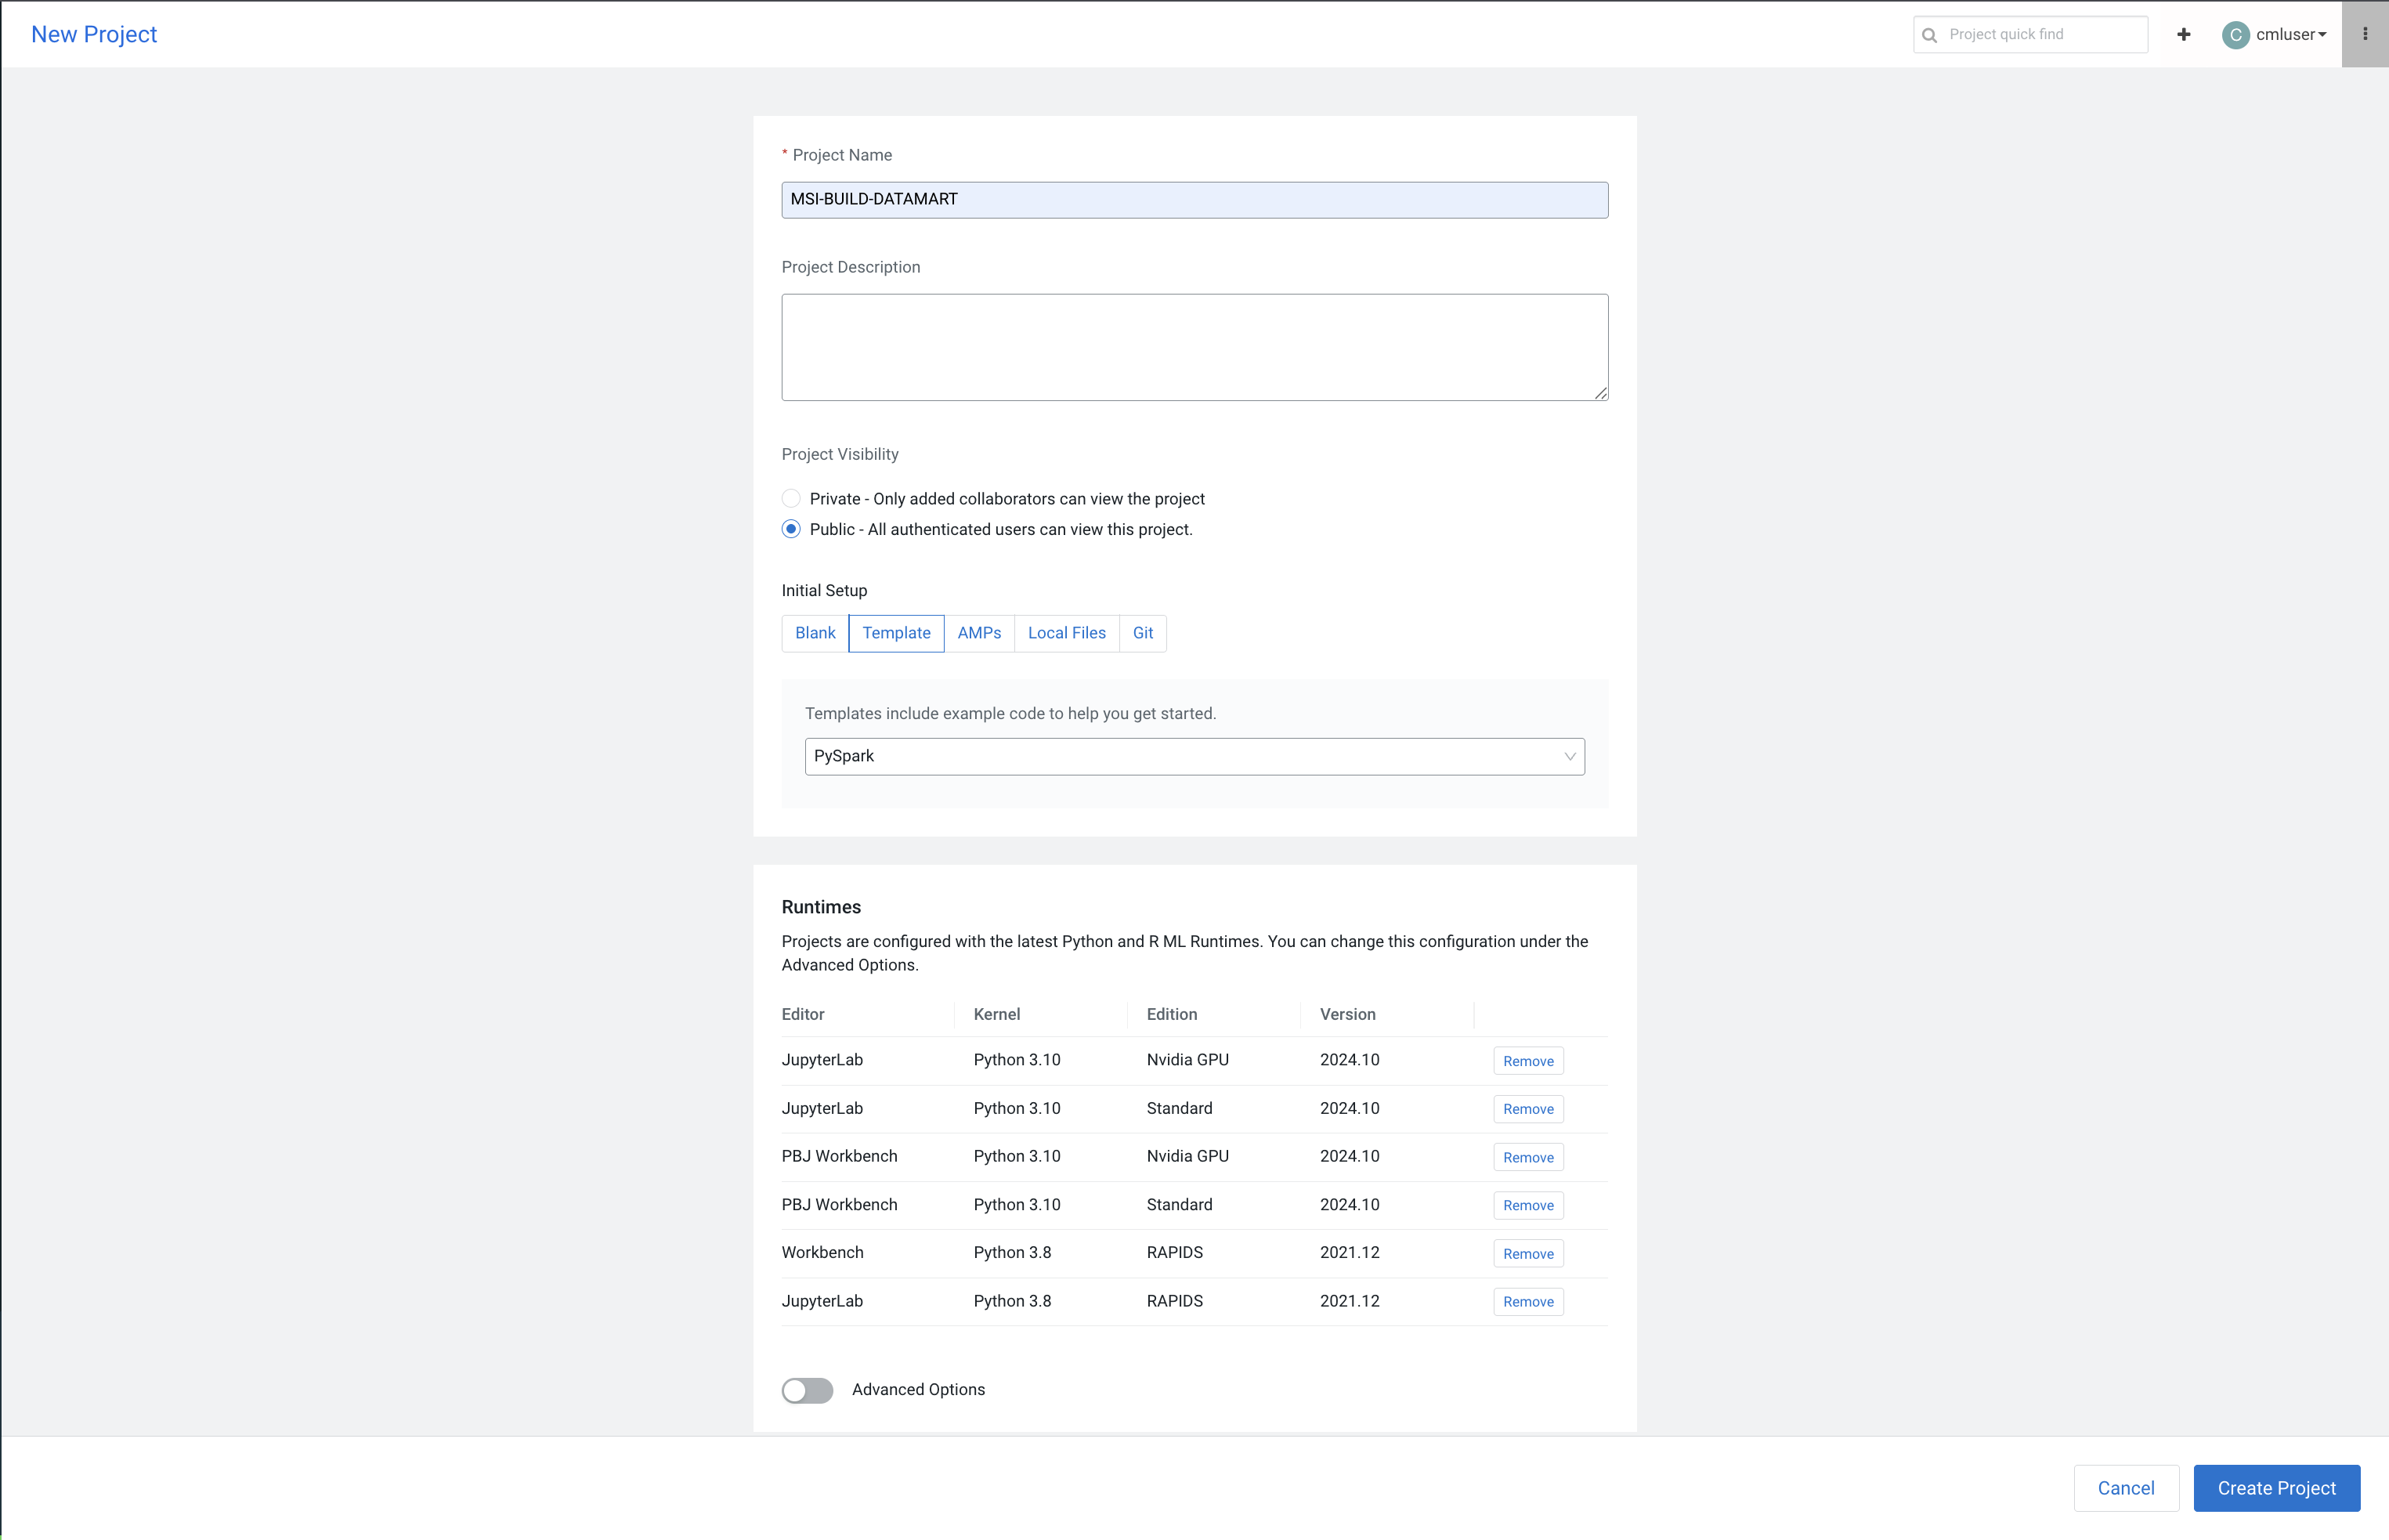 New Project
Project quick find
C cmluser
* Project Name
MSI-BUILD-DATAMART
Project Description
Project Visibility
Private - Only added collaborators can view the project
Public - All authenticated users can view this project.
Initial Setup
Blank Template AMPs Local Files Git
Templates include example code to help you get started.
PySpark
Runtimes
Projects are configured with the latest Python and R ML Runtimes. You can change this configuration under the
Advanced Options.
Editor Kernel Edition Version
JupyterLab Python 3.10 Nvidia GPU 2024.10 Remove
JupyterLab Python 3.10 Standard 2024.10 Remove
PBJ Workbench Python 3.10 Nvidia GPU 2024.10 Remove
PBJ Workbench Python 3.10 Standard 2024.10 Remove
Workbench Python 3.8 RAPIDS 2021.12 Remove
JupyterLab Python 3.8 RAPIDS 2021.12 Remove
Advanced Options
Cancel Create Project